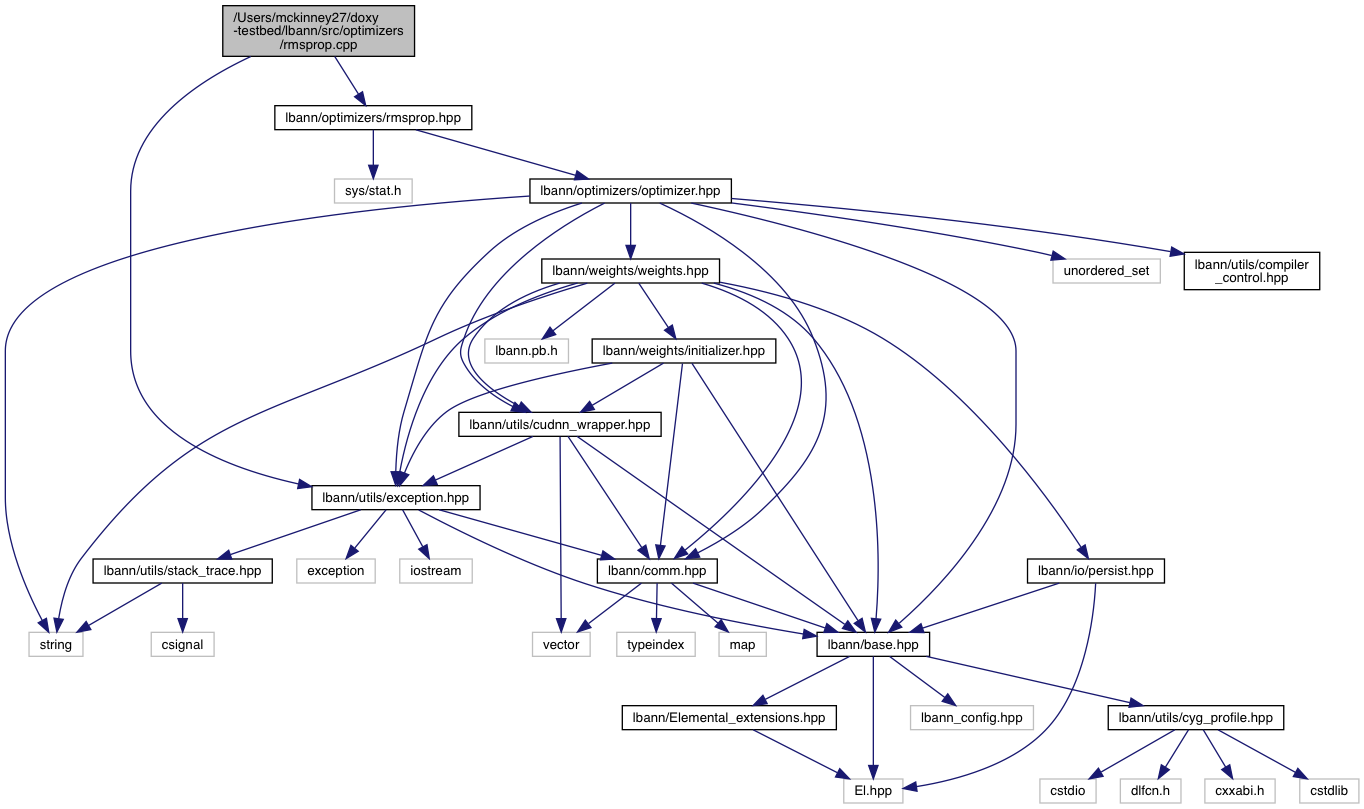 /Users/mckinney27/doxy
-testbed/lbann/src/optimizers
/rmsprop.cpp
lbann/optimizers/rmsprop.hpp
sys/stat.h
lbann/optimizers/optimizer.hpp
lbann/weights/weights.hpp
unordered_set
lbann/utils/compiler
_control.hpp
lbann.pb.h
lbann/weights/initializer.hpp
lbann/utils/cudnn_wrapper.hpp
lbann/utils/exception.hpp
lbann/utils/stack_trace.hpp
exception
iostream
lbann/comm.hpp
lbann/io/persist.hpp
string
csignal
vector
typeindex
map
lbann/base.hpp
lbann/Elemental_extensions.hpp
lbann_config.hpp
lbann/utils/cyg_profile.hpp
El.hpp
cstdio
dlfcn.h
cxxabi.h
cstdlib